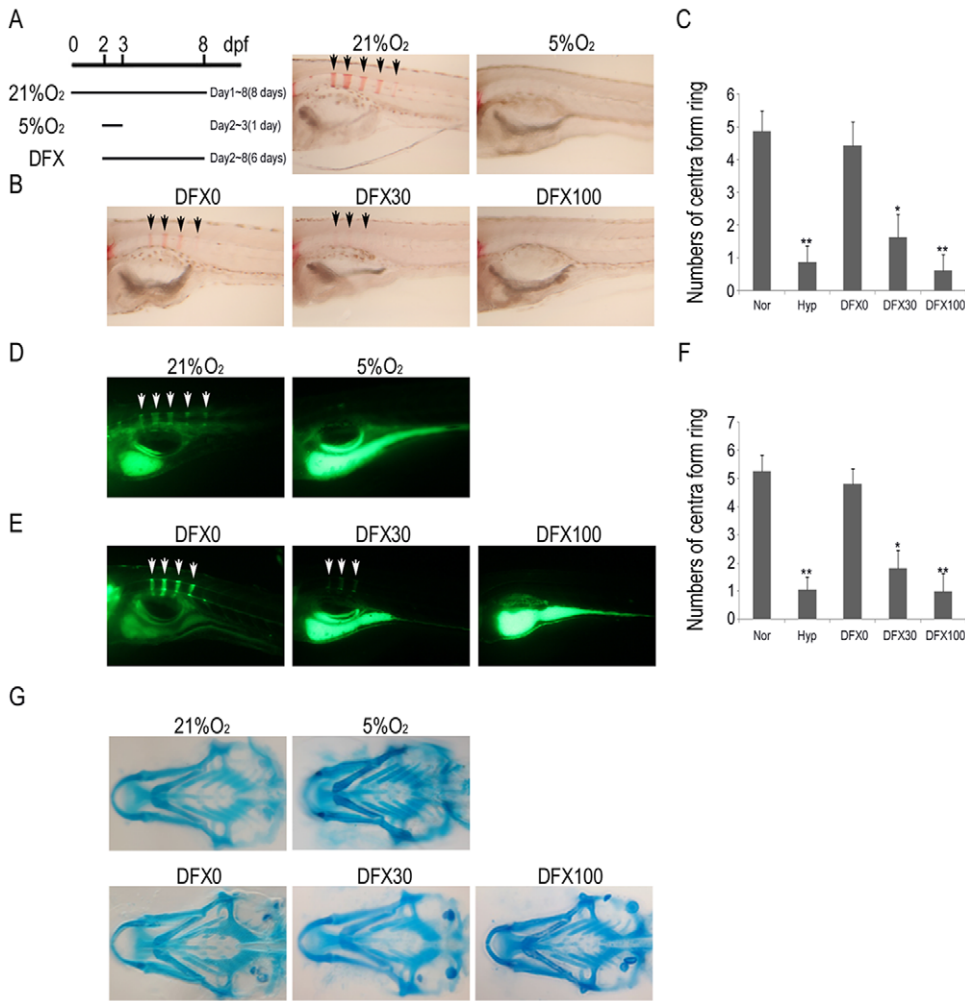 A
0 2 3 8 dpf
21%O₂ Day1~8(8 days)
5%O₂ Day2~3(1 day)
DFX Day2~8(6 days)
21%O₂ 5%O₂
B
DFX0 DFX30 DFX100
C
Numbers of centra form ring
6
5
4
3
2
1
0
** * **
Nor Hyp DFX0 DFX30 DFX100
D
21%O₂ 5%O₂
E
DFX0 DFX30 DFX100
F
Numbers of centra form ring
7
6
5
4
3
2
1
0
** * **
Nor Hyp DFX0 DFX30 DFX100
G
21%O₂ 5%O₂
DFX0 DFX30 DFX100